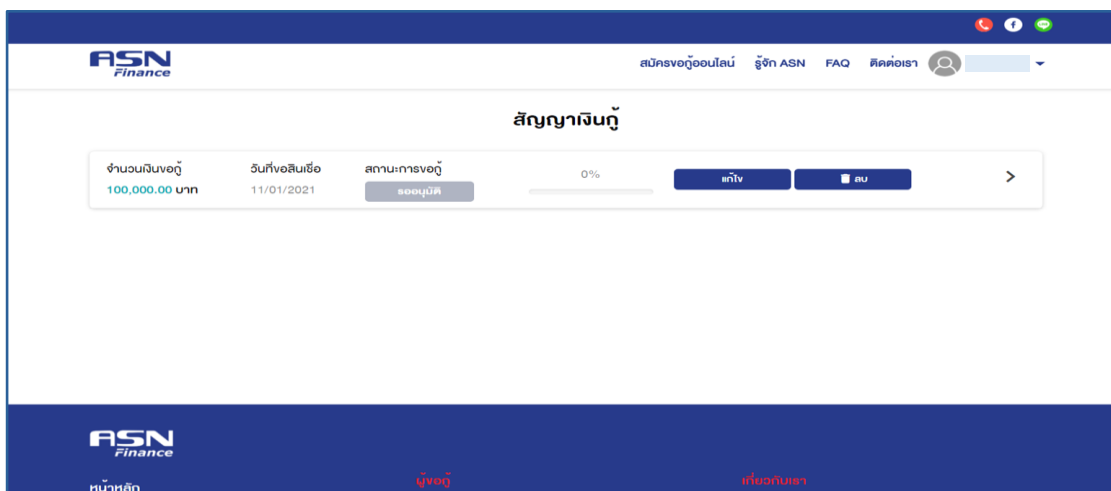 ASN
Finance
สมัครขอกู้ออนไลน์ รู้จัก ASN FAQ ติดต่อเรา
สัญญาเงินกู้
จำนวนเงินขอกู้ วันที่ขอสินเชื่อ สถานะการขอกู้
100,000.00 บาท 11/01/2021 รออนุมัติ 0% แก้ไข ลบ
ASN
Finance
หน้าหลัก ผู้ขอกู้ เกี่ยวกับเรา